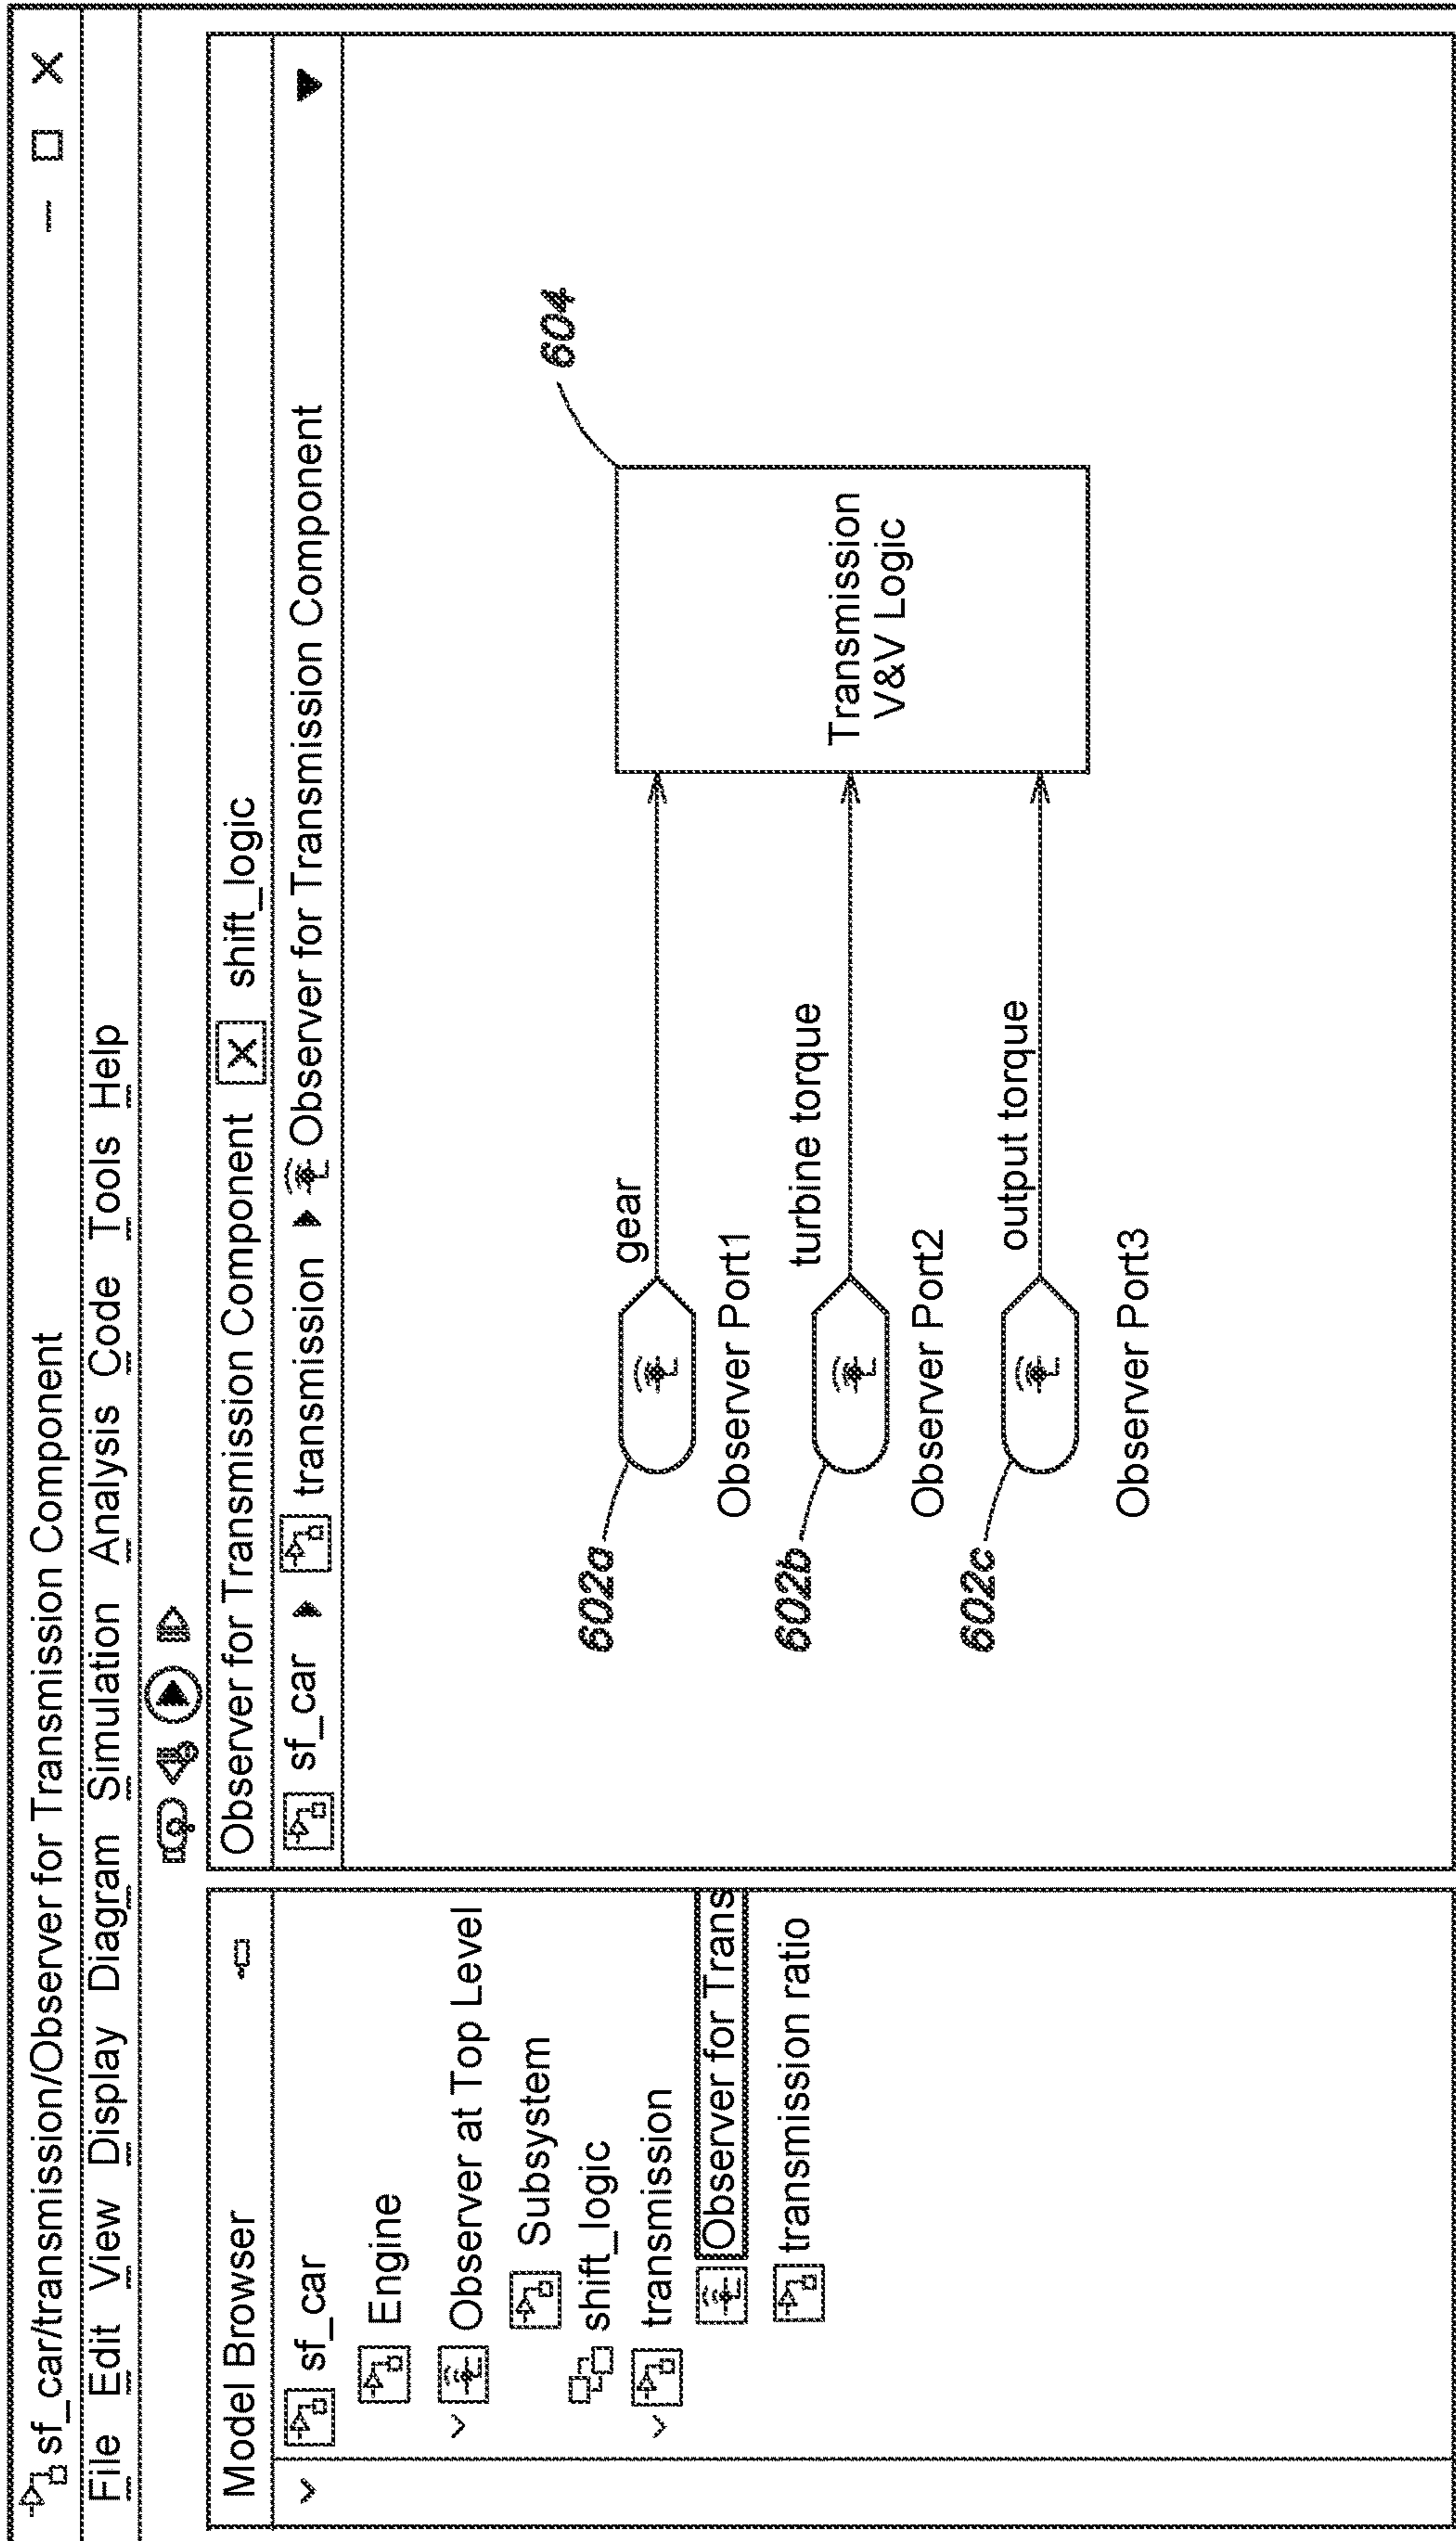 sf_car/transmission/Observer for Transmission Component
File Edit View Display Diagram Simulation Analysis Code Tools Help
Model Browser
sf_car
Engine
Observer at Top Level
Subsystem
shift_logic
transmission
Observer for Trans
transmission ratio
Observer for Transmission Component X shift_logic
sf_car transmission Observer for Transmission Component
602a
gear
Observer Port1
602b
turbine torque
Observer Port2
602c
output torque
Observer Port3
604
Transmission
V&V Logic